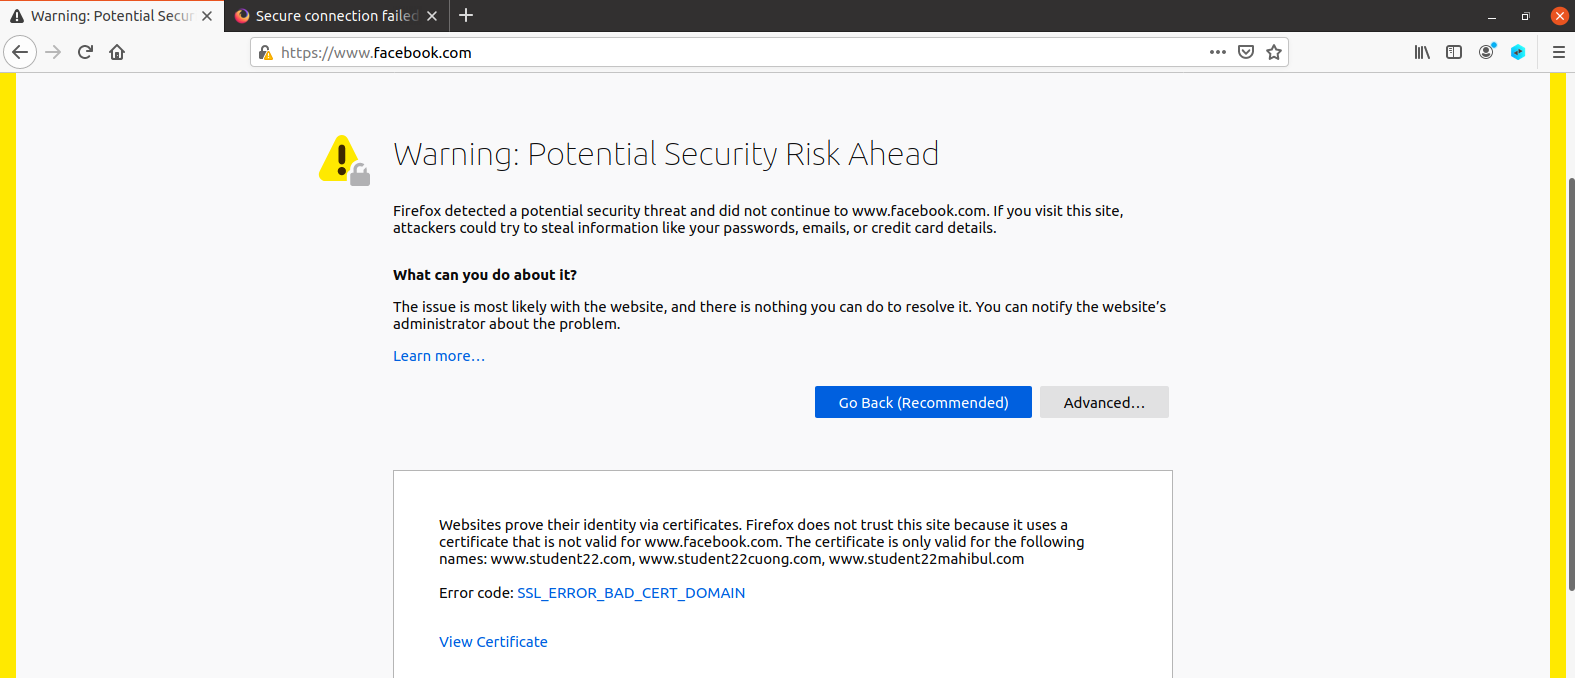 Warning: Potential Secur
Secure connection failed
https://www.facebook.com
Warning: Potential Security Risk Ahead
Firefox detected a potential security threat and did not continue to www.facebook.com. If you visit this site,
attackers could try to steal information like your passwords, emails, or credit card details.
What can you do about it?
The issue is most likely with the website, and there is nothing you can do to resolve it. You can notify the website’s
administrator about the problem.
Learn more…
Go Back (Recommended)
Advanced…
Websites prove their identity via certificates. Firefox does not trust this site because it uses a
certificate that is not valid for www.facebook.com. The certificate is only valid for the following
names: www.student22.com, www.student22cuong.com, www.student22mahibul.com
Error code: SSL_ERROR_BAD_CERT_DOMAIN
View Certificate